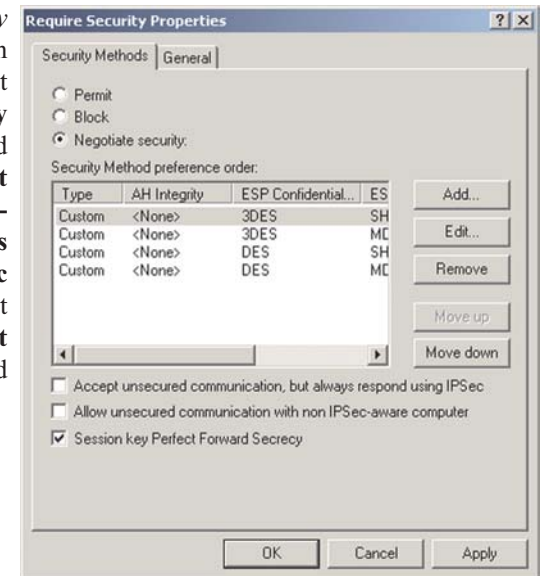 Require Security Properties
Security Methods General
Permit
Block
Negotiate security:
Security Method preference order:
Type AH Integrity ESP Confidential... ES
Custom <None> 3DES SH
Custom <None> 3DES MD
Custom <None> DES SH
Custom <None> DES MD
Add...
Edit...
Remove
Move up
Move down
Accept unsecured communication, but always respond using IPSec
Allow unsecured communication with non IPSec-aware computer
Session key Perfect Forward Secrecy
OK Cancel Apply